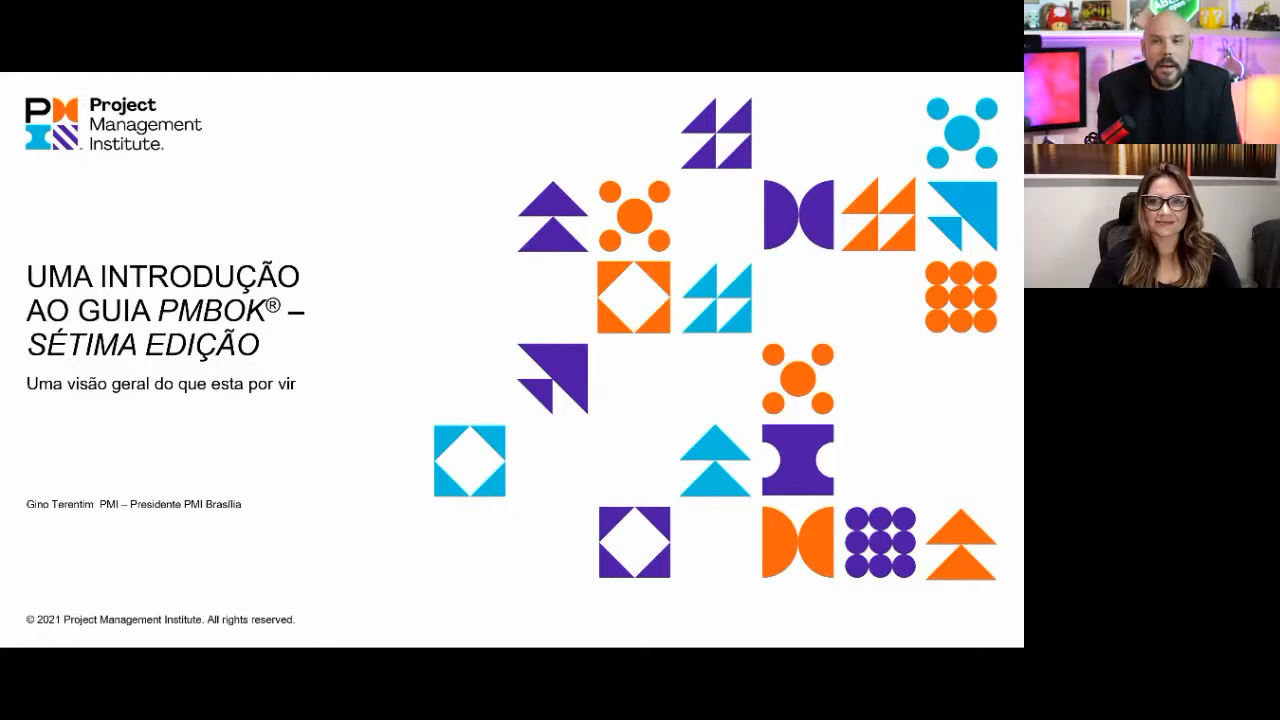 Project
Management
Institute.
UMA INTRODUÇÃO
AO GUIA PMBOK® –
SÉTIMA EDIÇÃO
Uma visão geral do que esta por vir
Gino Terentim PMI – Presidente PMI Brasília
© 2021 Project Management Institute. All rights reserved.